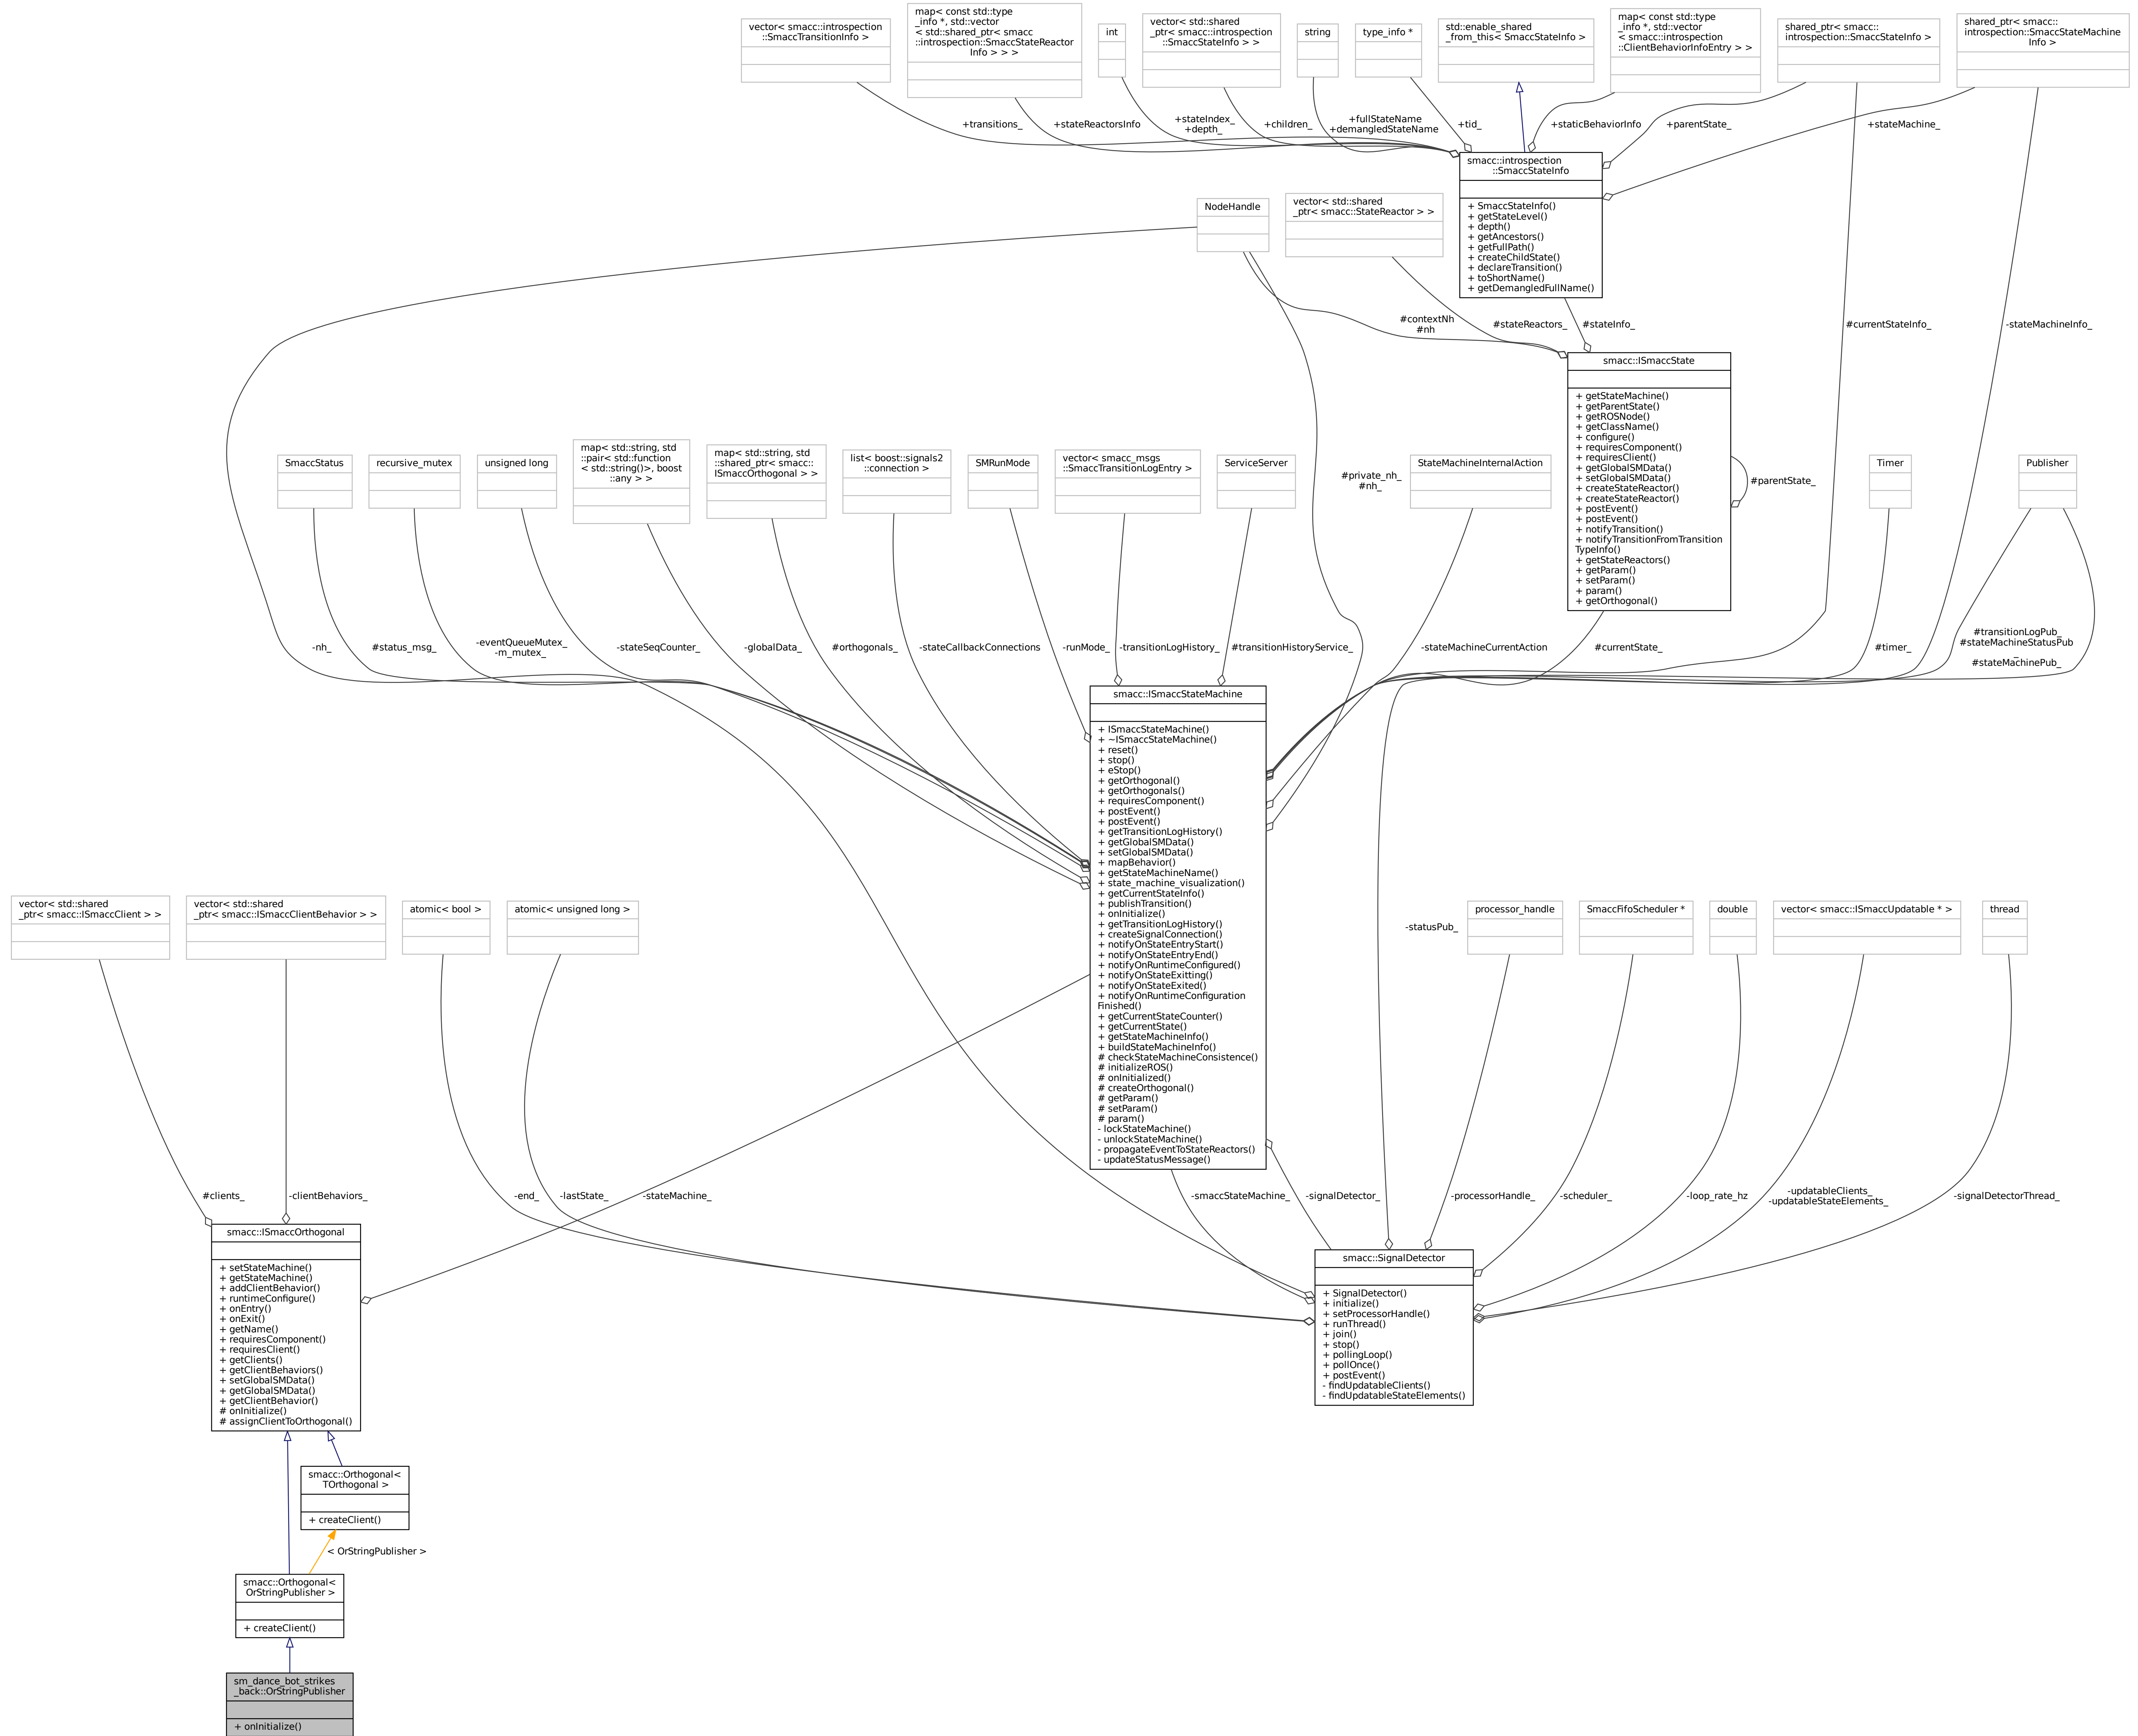 vector< smacc::introspection
::SmaccTransitionInfo >
map< const std::type
_info *, std::vector
< std::shared_ptr< smacc
::introspection::SmaccStateReactor
Info > > >
int
vector< std::shared
_ptr< smacc::introspection
::SmaccStateInfo > >
string
type_info *
std::enable_shared
_from_this< SmaccStateInfo >
map< const std::type
_info *, std::vector
< smacc::introspection
::ClientBehaviorInfoEntry > >
shared_ptr< smacc::
introspection::SmaccStateInfo >
shared_ptr< smacc::
introspection::SmaccStateMachine
Info >
+transitions_
+stateReactorsInfo
+stateIndex_
+depth_
+children_
+fullStateName
+demangledStateName
+tid_
+staticBehaviorInfo
+parentState_
+stateMachine_
smacc::introspection
::SmaccStateInfo
+ SmaccStateInfo()
+ getStateLevel()
+ depth()
+ getAncestors()
+ getFullPath()
+ createChildState()
+ declareTransition()
+ toShortName()
+ getDemangledFullName()
NodeHandle
vector< std::shared
_ptr< smacc::StateReactor > >
#contextNh
#nh
#stateReactors_
#stateInfo_
#currentStateInfo_
-stateMachineInfo_
smacc::ISmaccState
+ getStateMachine()
+ getParentState()
+ getROSNode()
+ getClassName()
+ configure()
+ requiresComponent()
+ requiresClient()
+ getGlobalSMData()
+ setGlobalSMData()
+ createStateReactor()
+ createStateReactor()
+ postEvent()
+ postEvent()
+ notifyTransition()
+ notifyTransitionFromTransition
TypeInfo()
+ getStateReactors()
+ getParam()
+ setParam()
+ param()
+ getOrthogonal()
#parentState_
SmaccStatus
recursive_mutex
unsigned long
map< std::string, std
::pair< std::function
< std::string()>, boost
::any > >
map< std::string, std
::shared_ptr< smacc::
ISmaccOrthogonal > >
list< boost::signals2
::connection >
SMRunMode
vector< smacc_msgs
::SmaccTransitionLogEntry >
ServiceServer
#private_nh_
#nh_
StateMachineInternalAction
Timer
Publisher
-nh_
#status_msg_
-eventQueueMutex_
-m_mutex_
-stateSeqCounter_
-globalData_
#orthogonals_
-stateCallbackConnections
-runMode_
-transitionLogHistory_
#transitionHistoryService_
-stateMachineCurrentAction
#currentState_
#timer_
#transitionLogPub_
#stateMachineStatusPub
_
#stateMachinePub_
smacc::ISmaccStateMachine
+ ISmaccStateMachine()
+ ~ISmaccStateMachine()
+ reset()
+ stop()
+ eStop()
+ getOrthogonal()
+ getOrthogonals()
+ requiresComponent()
+ postEvent()
+ postEvent()
+ getTransitionLogHistory()
+ getGlobalSMData()
+ setGlobalSMData()
+ mapBehavior()
+ getStateMachineName()
+ state_machine_visualization()
+ getCurrentStateInfo()
+ publishTransition()
+ onInitialize()
+ getTransitionLogHistory()
+ createSignalConnection()
+ notifyOnStateEntryStart()
+ notifyOnStateEntryEnd()
+ notifyOnRuntimeConfigured()
+ notifyOnStateExitting()
+ notifyOnStateExited()
+ notifyOnRuntimeConfiguration
Finished()
+ getCurrentStateCounter()
+ getCurrentState()
+ getStateMachineInfo()
+ buildStateMachineInfo()
# checkStateMachineConsistence()
# initializeROS()
# onInitialized()
# createOrthogonal()
# getParam()
# setParam()
# param()
- lockStateMachine()
- unlockStateMachine()
- propagateEventToStateReactors()
- updateStatusMessage()
vector< std::shared
_ptr< smacc::ISmaccClient > >
vector< std::shared
_ptr< smacc::ISmaccClientBehavior > >
atomic< bool >
atomic< unsigned long >
-statusPub_
processor_handle
SmaccFifoScheduler *
double
vector< smacc::ISmaccUpdatable * >
thread
#clients_
-clientBehaviors_
-end_
-lastState_
-stateMachine_
-smaccStateMachine_
-signalDetector_
-processorHandle_
-scheduler_
-loop_rate_hz
-updatableClients_
-updatableStateElements_
-signalDetectorThread_
smacc::ISmaccOrthogonal
+ setStateMachine()
+ getStateMachine()
+ addClientBehavior()
+ runtimeConfigure()
+ onEntry()
+ onExit()
+ getName()
+ requiresComponent()
+ requiresClient()
+ getClients()
+ getClientBehaviors()
+ setGlobalSMData()
+ getGlobalSMData()
+ getClientBehavior()
# onInitialize()
# assignClientToOrthogonal()
smacc::SignalDetector
+ SignalDetector()
+ initialize()
+ setProcessorHandle()
+ runThread()
+ join()
+ stop()
+ pollingLoop()
+ pollOnce()
+ postEvent()
- findUpdatableClients()
- findUpdatableStateElements()
smacc::Orthogonal<
TOrthogonal >
+ createClient()
< OrStringPublisher >
smacc::Orthogonal<
OrStringPublisher >
+ createClient()
sm_dance_bot_strikes
_back::OrStringPublisher
+ onInitialize()